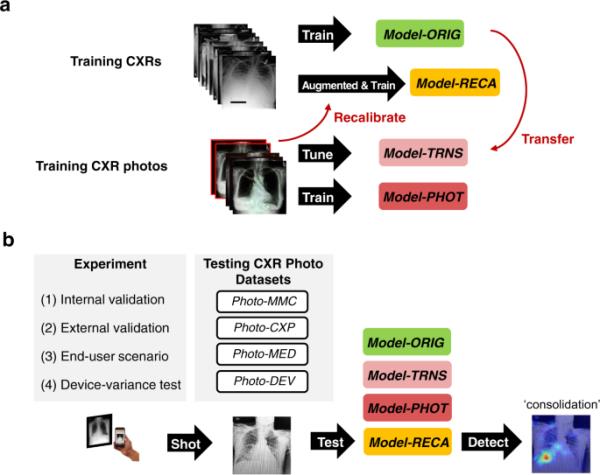 a
Train
Model-ORIG
Training CXRs
Augmented & Train
Model-RECA
Recalibrate
Transfer
Training CXR photos
Tune
Model-TRNS
Train
Model-PHOT
b
Experiment
(1) Internal validation
(2) External validation
(3) End-user scenario
(4) Device-variance test
Testing CXR Photo
Datasets
Photo-MMC
Photo-CXP
Photo-MED
Photo-DEV
Model-ORIG
Model-TRNS
Model-PHOT
Model-RECA
Shot
Test
Detect
'consolidation'